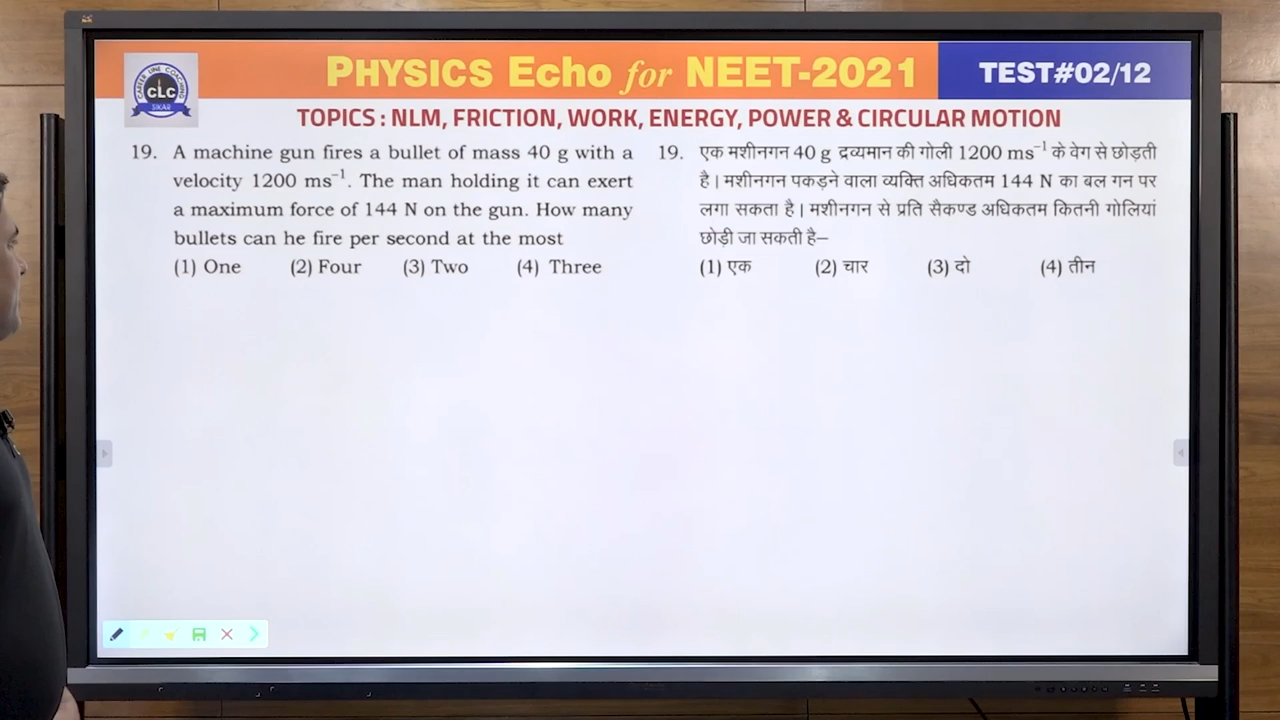 PHYSICS Echo for NEET-2021
TEST#02/12
CAREER LINE COACHING
CLC
SIKAR
TOPICS : NLM, FRICTION, WORK, ENERGY, POWER & CIRCULAR MOTION
19. A machine gun fires a bullet of mass 40 g with a
velocity 1200 ms⁻¹. The man holding it can exert
a maximum force of 144 N on the gun. How many
bullets can he fire per second at the most
(1) One (2) Four (3) Two (4) Three
19. एक मशीनगन 40 g द्रव्यमान की गोली 1200 ms⁻¹ के वेग से छोड़ती
है। मशीनगन पकड़ने वाला व्यक्ति अधिकतम 144 N का बल गन पर
लगा सकता है। मशीनगन से प्रति सैकण्ड अधिकतम कितनी गोलियां
छोड़ी जा सकती है–
(1) एक (2) चार (3) दो (4) तीन